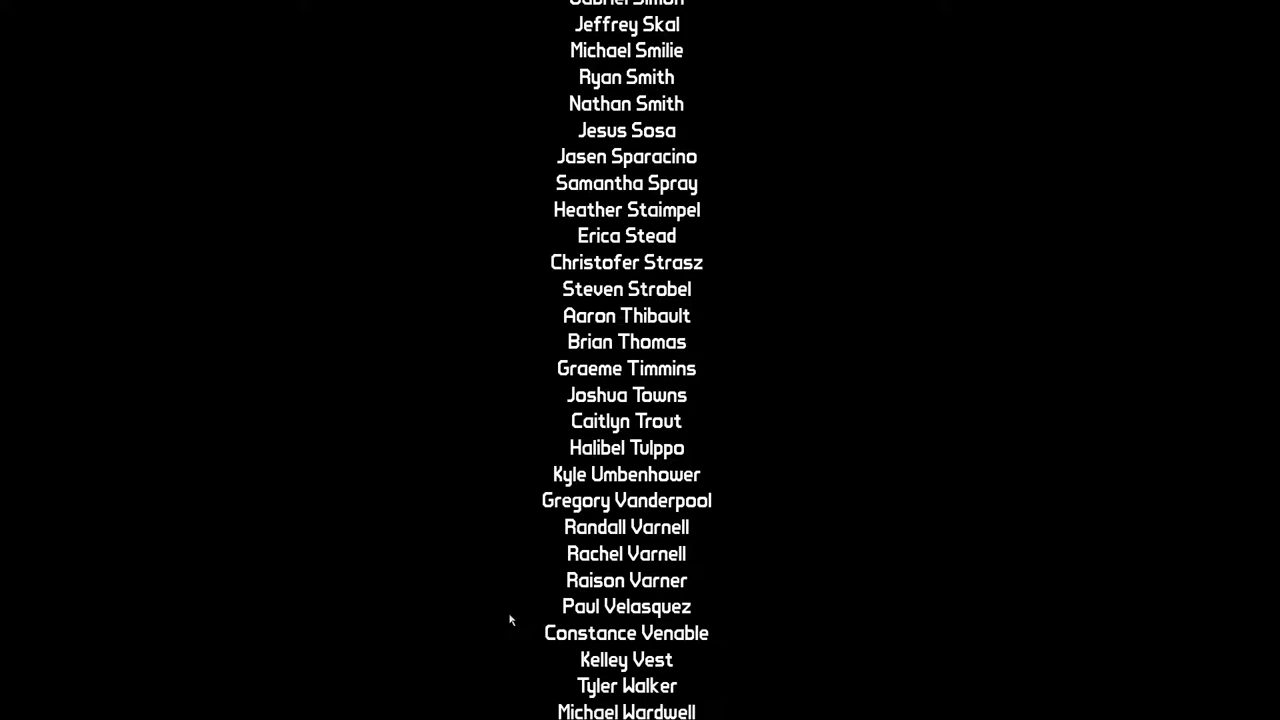 Gabriel Simon
Jeffrey Skal
Michael Smilie
Ryan Smith
Nathan Smith
Jesus Sosa
Jasen Sparacino
Samantha Spray
Heather Staimpel
Erica Stead
Christofer Strasz
Steven Strobel
Aaron Thibault
Brian Thomas
Graeme Timmins
Joshua Towns
Caitlyn Trout
Halibel Tulppo
Kyle Umbenhower
Gregory Vanderpool
Randall Varnell
Rachel Varnell
Raison Varner
Paul Velasquez
Constance Venable
Kelley Vest
Tyler Walker
Michael Wardwell